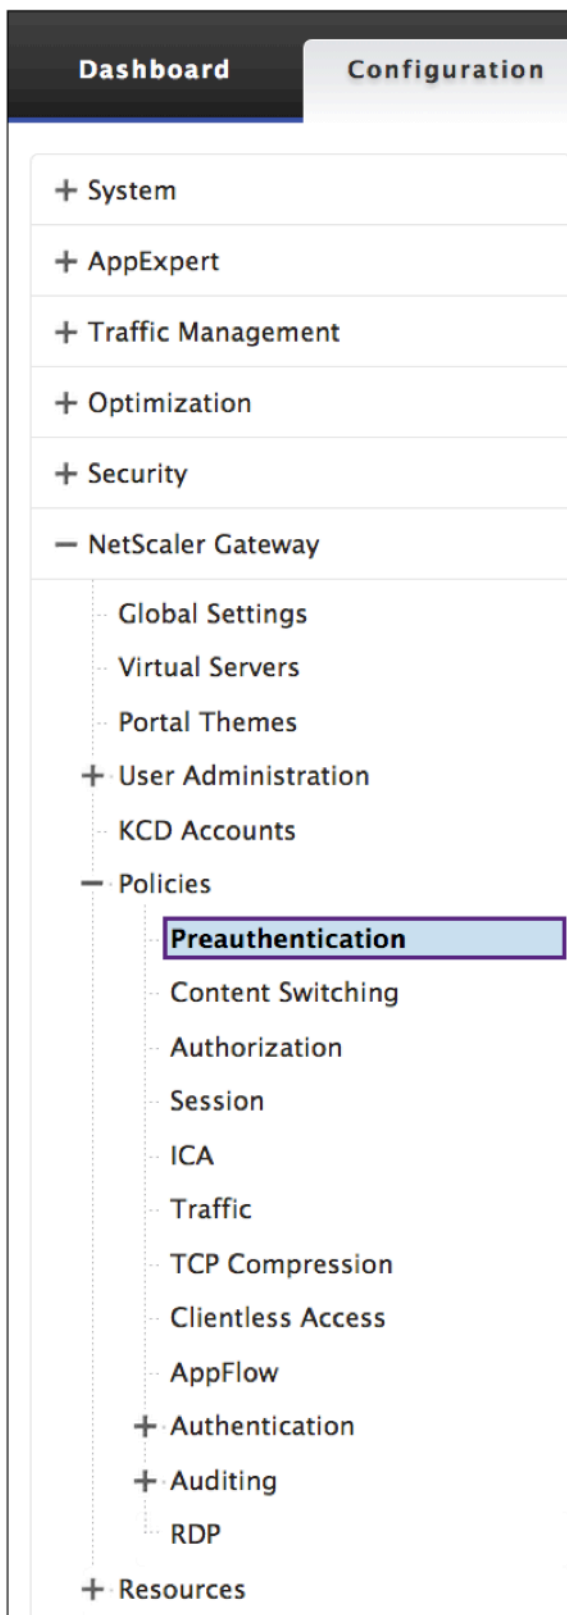 Dashboard Configuration
System
AppExpert
Traffic Management
Optimization
Security
NetScaler Gateway
Global Settings
Virtual Servers
Portal Themes
User Administration
KCD Accounts
Policies
Preauthentication
Content Switching
Authorization
Session
ICA
Traffic
TCP Compression
Clientless Access
AppFlow
Authentication
Auditing
RDP
Resources